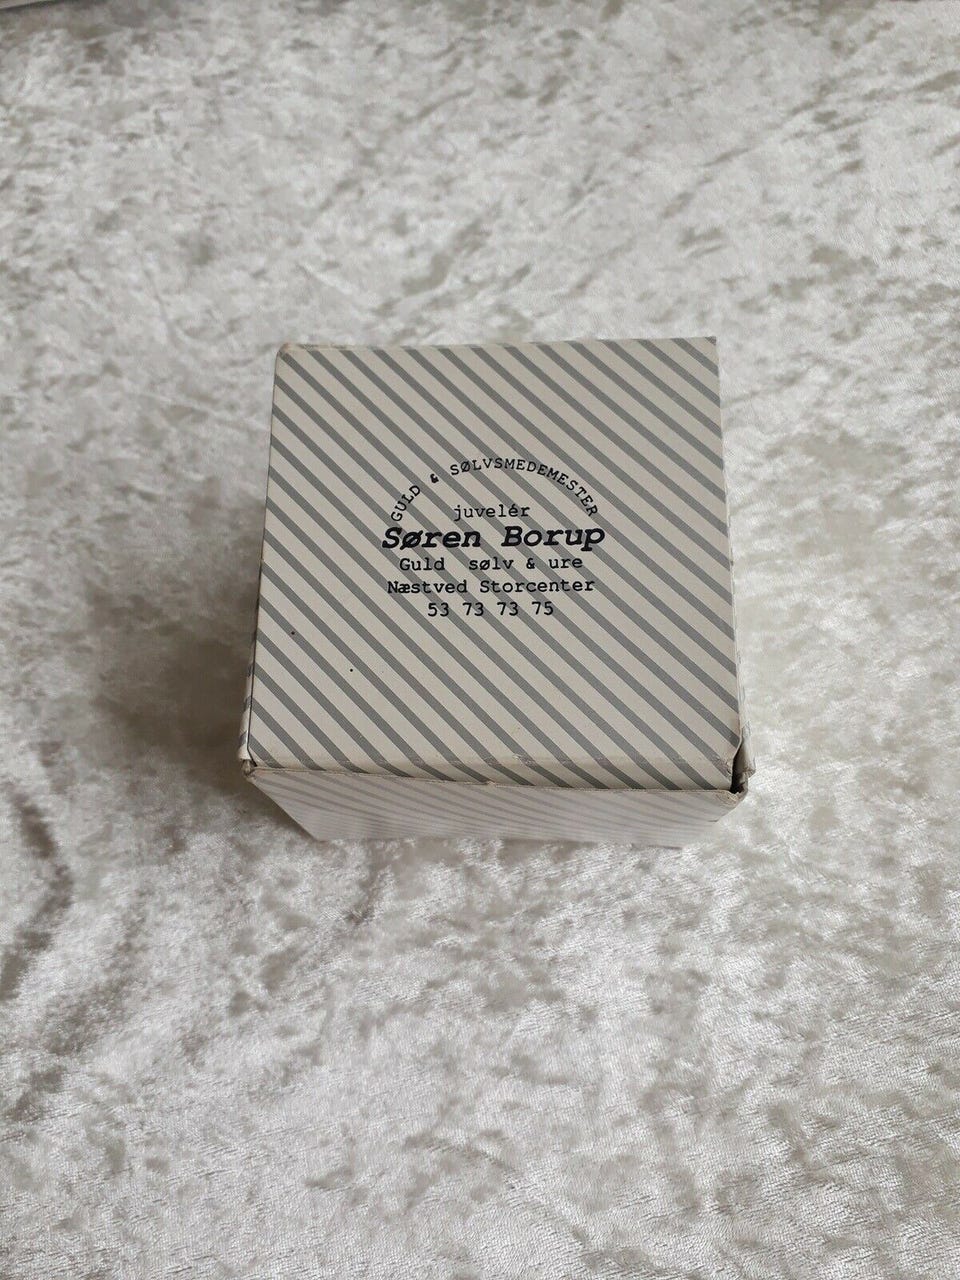 GULD & SØLVSMEDEMESTER
juvelér
Søren Borup
Guld sølv & ure
Næstved Storcenter
53 73 73 75